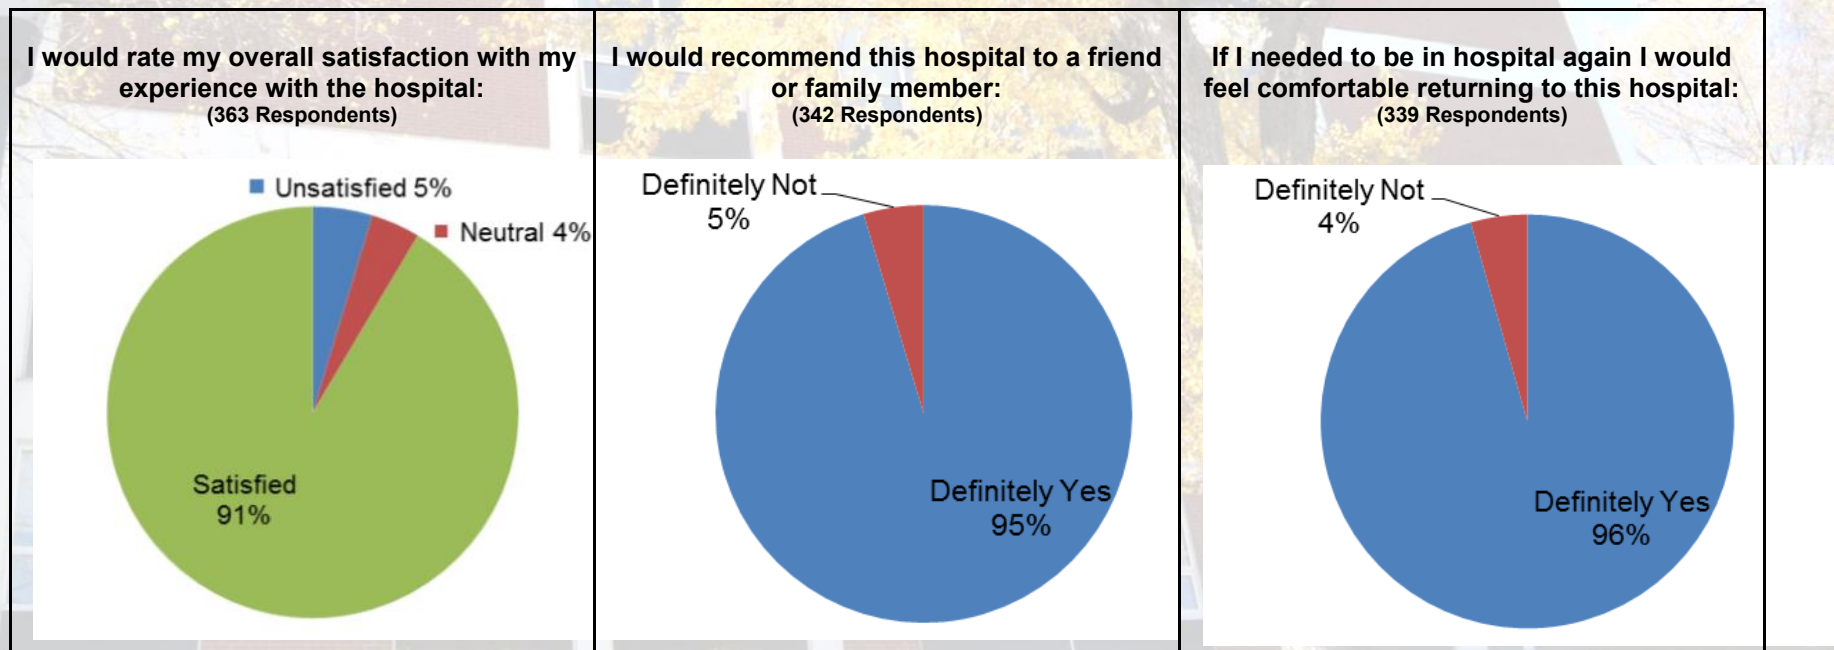 I would rate my overall satisfaction with my
experience with the hospital:
(363 Respondents)
Unsatisfied 5%
Neutral 4%
Satisfied
91%
I would recommend this hospital to a friend
or family member:
(342 Respondents)
Definitely Not
5%
Definitely Yes
95%
If I needed to be in hospital again I would
feel comfortable returning to this hospital:
(339 Respondents)
Definitely Not
4%
Definitely Yes
96%